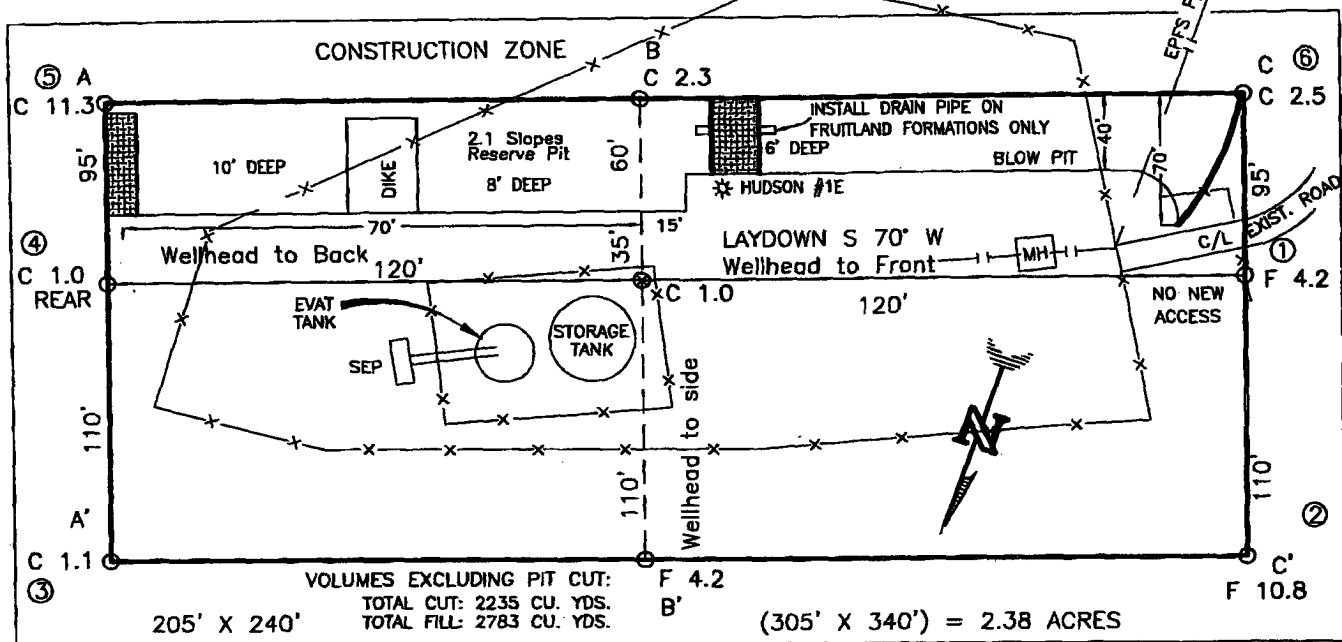 EPFS
CONSTRUCTION ZONE
B
C 2.3
⑤ A
C 11.3
C ⑥
C 2.5
95'
10' DEEP
DIKE
2.1 Slopes
Reserve Pit
8' DEEP
60'
INSTALL DRAIN PIPE ON
FRUITLAND FORMATIONS ONLY
6' DEEP
BLOW PIT
40'
70'
95'
HUDSON #1E
70'
15'
35'
④
C 1.0
REAR
Wellhead to Back
120'
LAYDOWN S 70° W
Wellhead to Front
MH
C/L
EXIST. ROAD
①
F 4.2
C 1.0
120'
NO NEW
ACCESS
EVAT
TANK
SEP
STORAGE
TANK
Wellhead to side
N
110'
110'
110'
A'
C 1.1
③
②
C'
F 10.8
F 4.2
B'
VOLUMES EXCLUDING PIT CUT:
TOTAL CUT: 2235 CU. YDS.
TOTAL FILL: 2783 CU. YDS.
205' X 240'
(305' X 340') = 2.38 ACRES